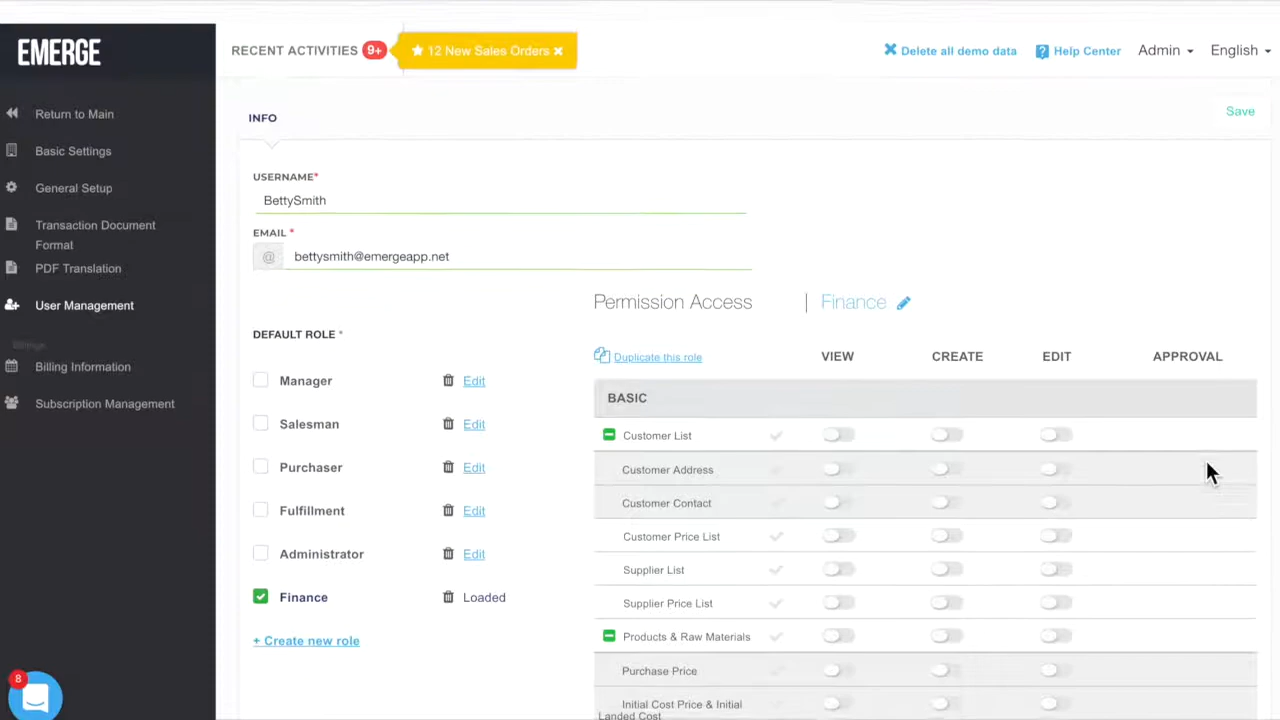 EMERGE
RECENT ACTIVITIES 9+
★ 12 New Sales Orders ✖
✖ Delete all demo data
Help Center
Admin
English
Return to Main
Basic Settings
General Setup
Transaction Document
Format
PDF Translation
User Management
Billing Information
Subscription Management
8
INFO
Save
USERNAME*
BettySmith
EMAIL *
@ bettysmith@emergeapp.net
Permission Access | Finance
DEFAULT ROLE *
Manager Edit
Salesman Edit
Purchaser Edit
Fulfillment Edit
Administrator Edit
Finance Loaded
+ Create new role
Duplicate this role VIEW CREATE EDIT APPROVAL
BASIC
Customer List
Customer Address
Customer Contact
Customer Price List
Supplier List
Supplier Price List
Products & Raw Materials
Purchase Price
Initial Cost Price & Initial
Landed Cost